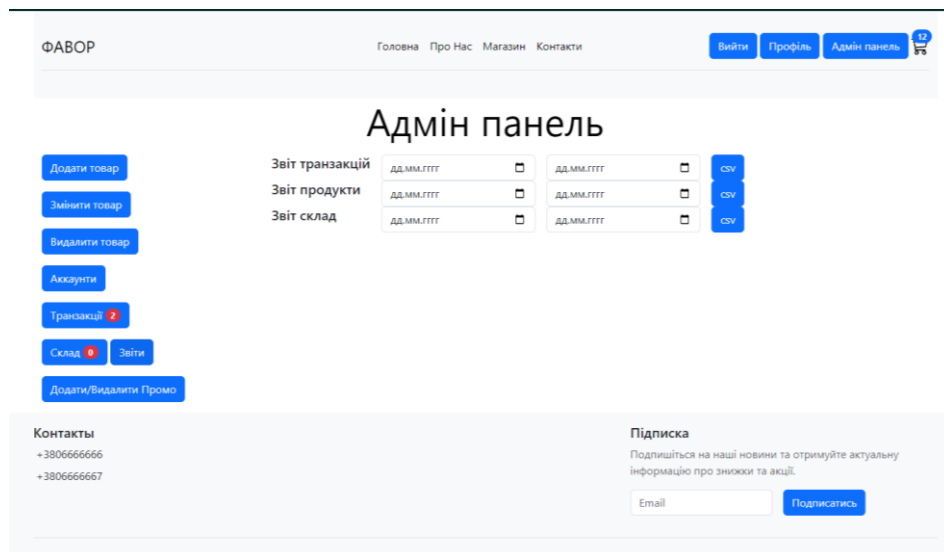 ФАВОР
Головна Про Нас Магазин Контакти
Вийти Профіль Адмін панель 12
Адмін панель
Додати товар
Змінити товар
Видалити товар
Аккаунти
Транзакції 2
Склад 0 Звіти
Додати/Видалити Промо
Звіт транзакцій дд.мм.гггг дд.мм.гггг csv
Звіт продукти дд.мм.гггг дд.мм.гггг csv
Звіт склад дд.мм.гггг дд.мм.гггг csv
Контакты
+3806666666
+3806666667
Підписка
Подпишіться на наші новини та отримуйте актуальну
інформацію про знижки та акції.
Email Подписатись